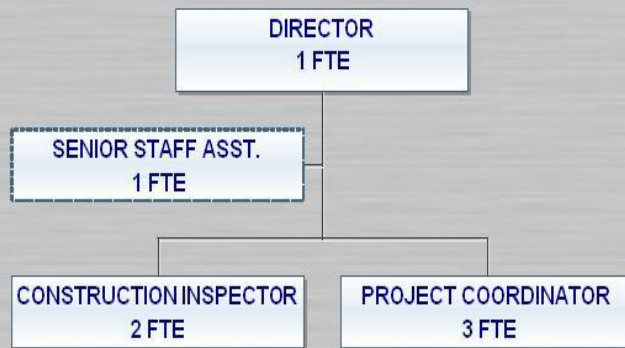 DIRECTOR
1 FTE
SENIOR STAFF ASST.
1 FTE
CONSTRUCTION INSPECTOR
2 FTE
PROJECT COORDINATOR
3 FTE